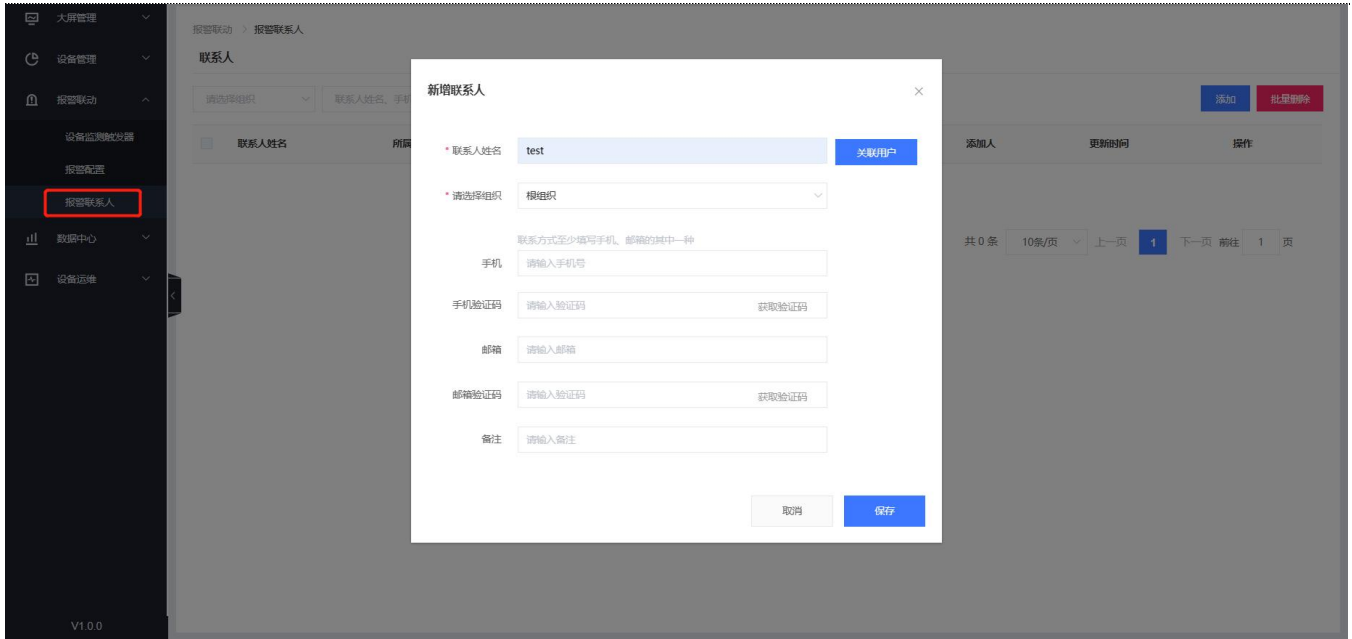 大屏管理
设备管理
报警联动
设备监测触发器
报警配置
报警联系人
数据中心
设备运维
V1.0.0
报警联动 > 报警联系人
联系人
请选择组织
联系人姓名、手机
添加
批量删除
联系人姓名
所属
添加人
更新时间
操作
共 0 条 10条/页 上一页 1 下一页 前往 1 页
新增联系人
* 联系人姓名 test 关联用户
* 请选择组织 根组织
联系方式至少填写手机、邮箱的其中一种
手机 请输入手机号
手机验证码 请输入验证码 获取验证码
邮箱 请输入邮箱
邮箱验证码 请输入验证码 获取验证码
备注 请输入备注
取消 保存